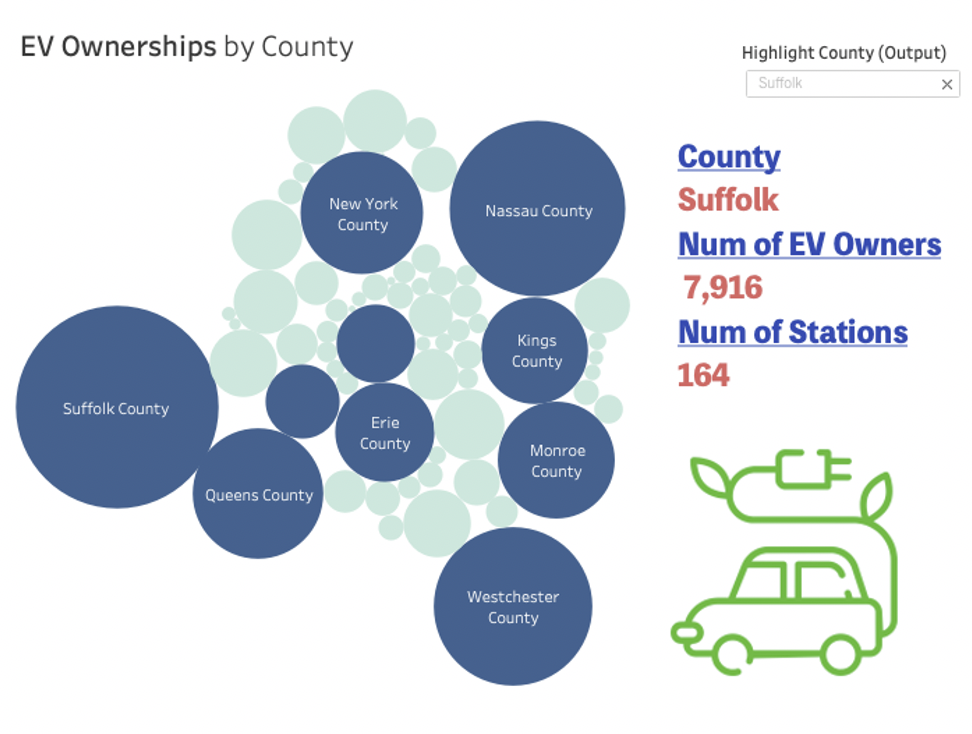 EV Ownerships by County
Highlight County (Output)
Suffolk
County
Suffolk
Num of EV Owners
7,916
Num of Stations
164
New York
County
Nassau County
Kings
County
Suffolk County
Erie
County
Monroe
County
Queens County
Westchester
County